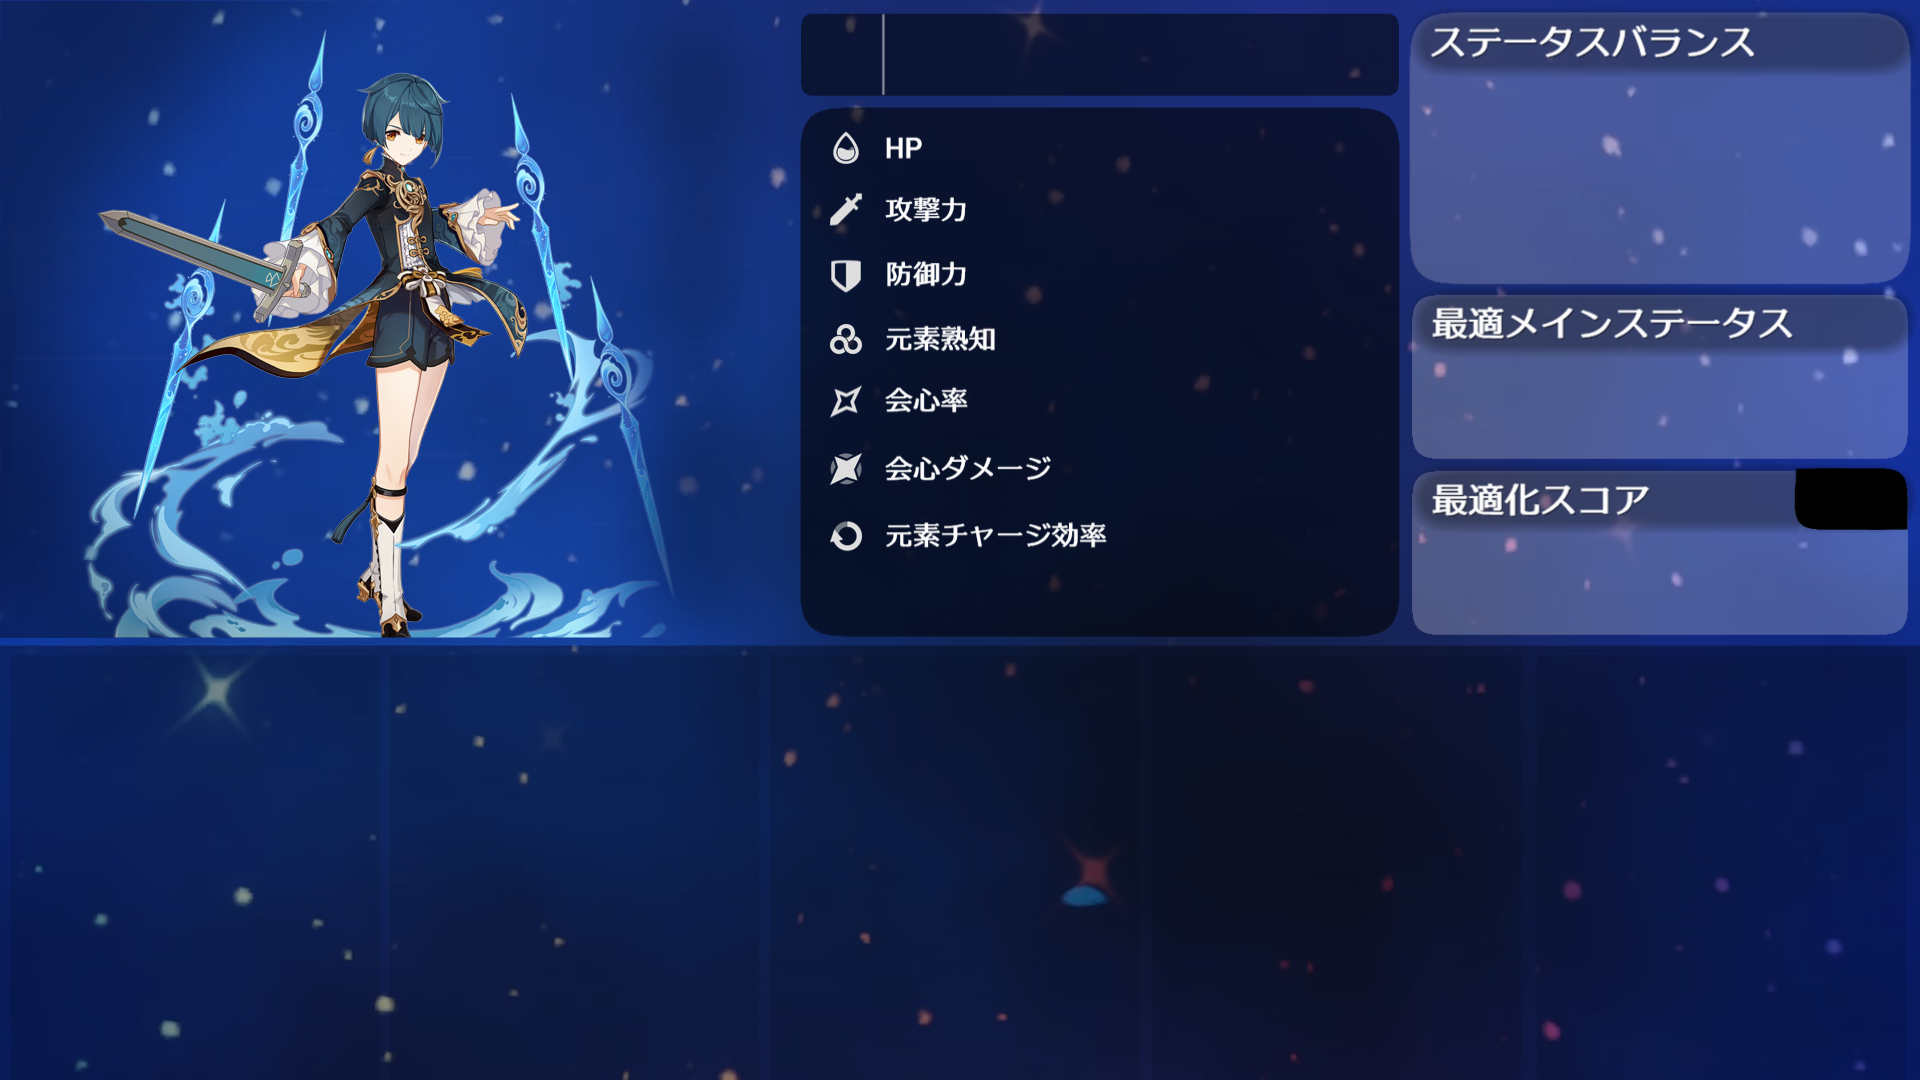 HP
攻撃力
防御力
元素熟知
会心率
会心ダメージ
元素チャージ効率
ステータスバランス
最適メインステータス
最適化スコア